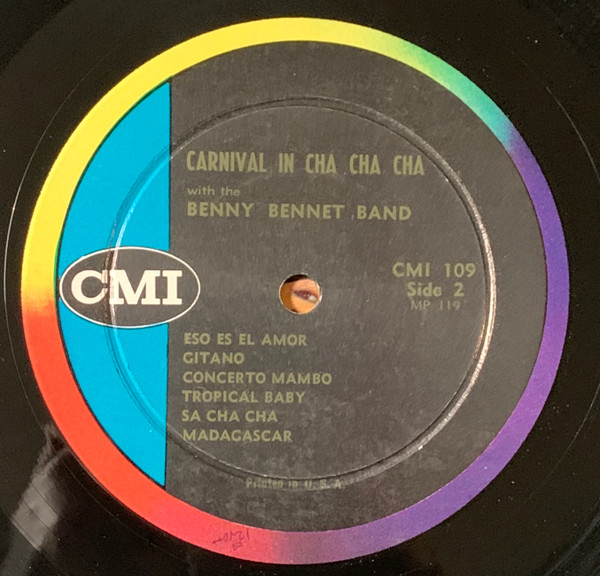 CARNIVAL IN CHA CHA CHA
with the
BENNY BENNET BAND
CMI
CMI 109
Side 2
MP 119
ESO ES EL AMOR
GITANO
CONCERTO MAMBO
TROPICAL BABY
SA CHA CHA
MADAGASCAR
Printed in U. S. A.